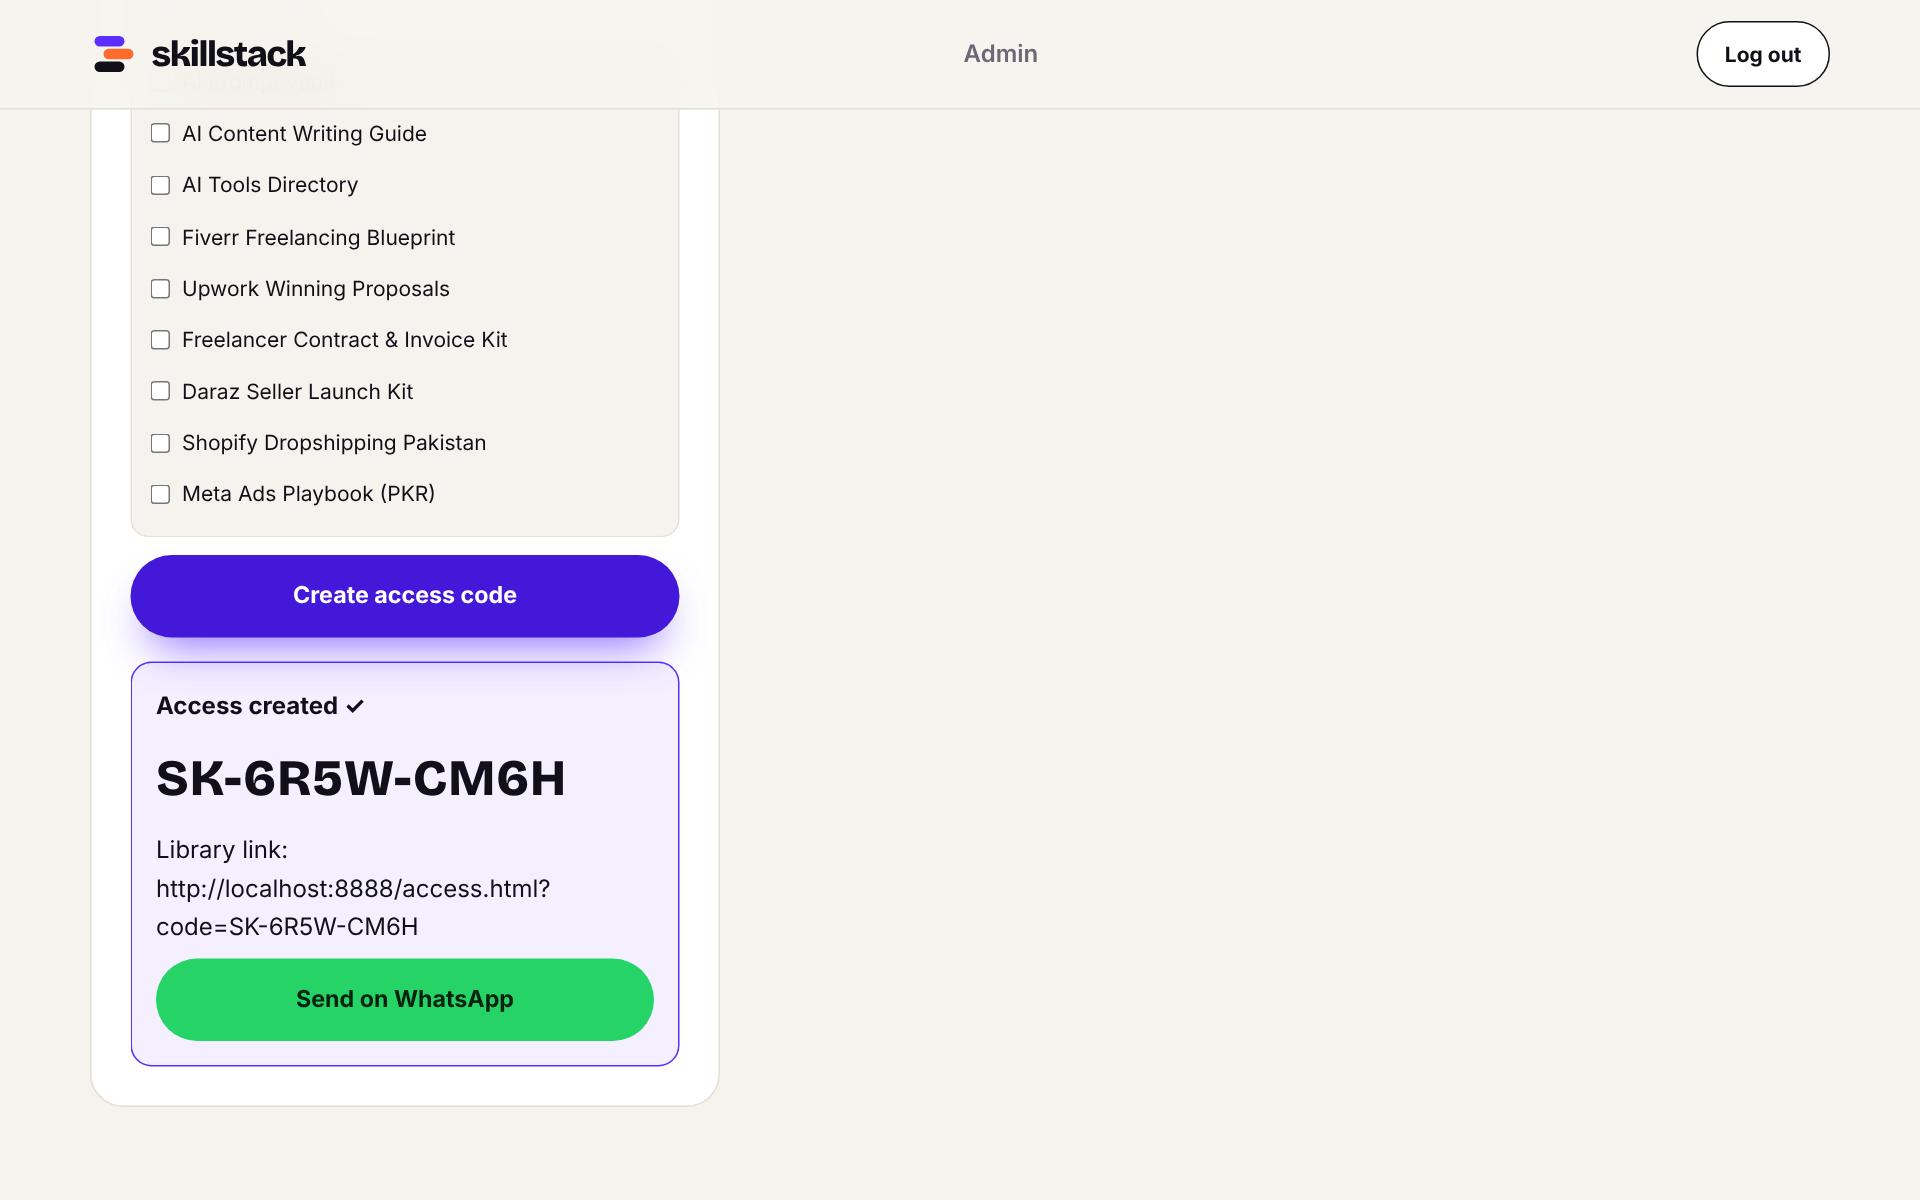 skillstack
Admin
Log out
AI Content Writing Guide
AI Tools Directory
Fiverr Freelancing Blueprint
Upwork Winning Proposals
Freelancer Contract & Invoice Kit
Daraz Seller Launch Kit
Shopify Dropshipping Pakistan
Meta Ads Playbook (PKR)
Create access code
Access created ✓
SK-6R5W-CM6H
Library link:
http://localhost:8888/access.html?
code=SK-6R5W-CM6H
Send on WhatsApp